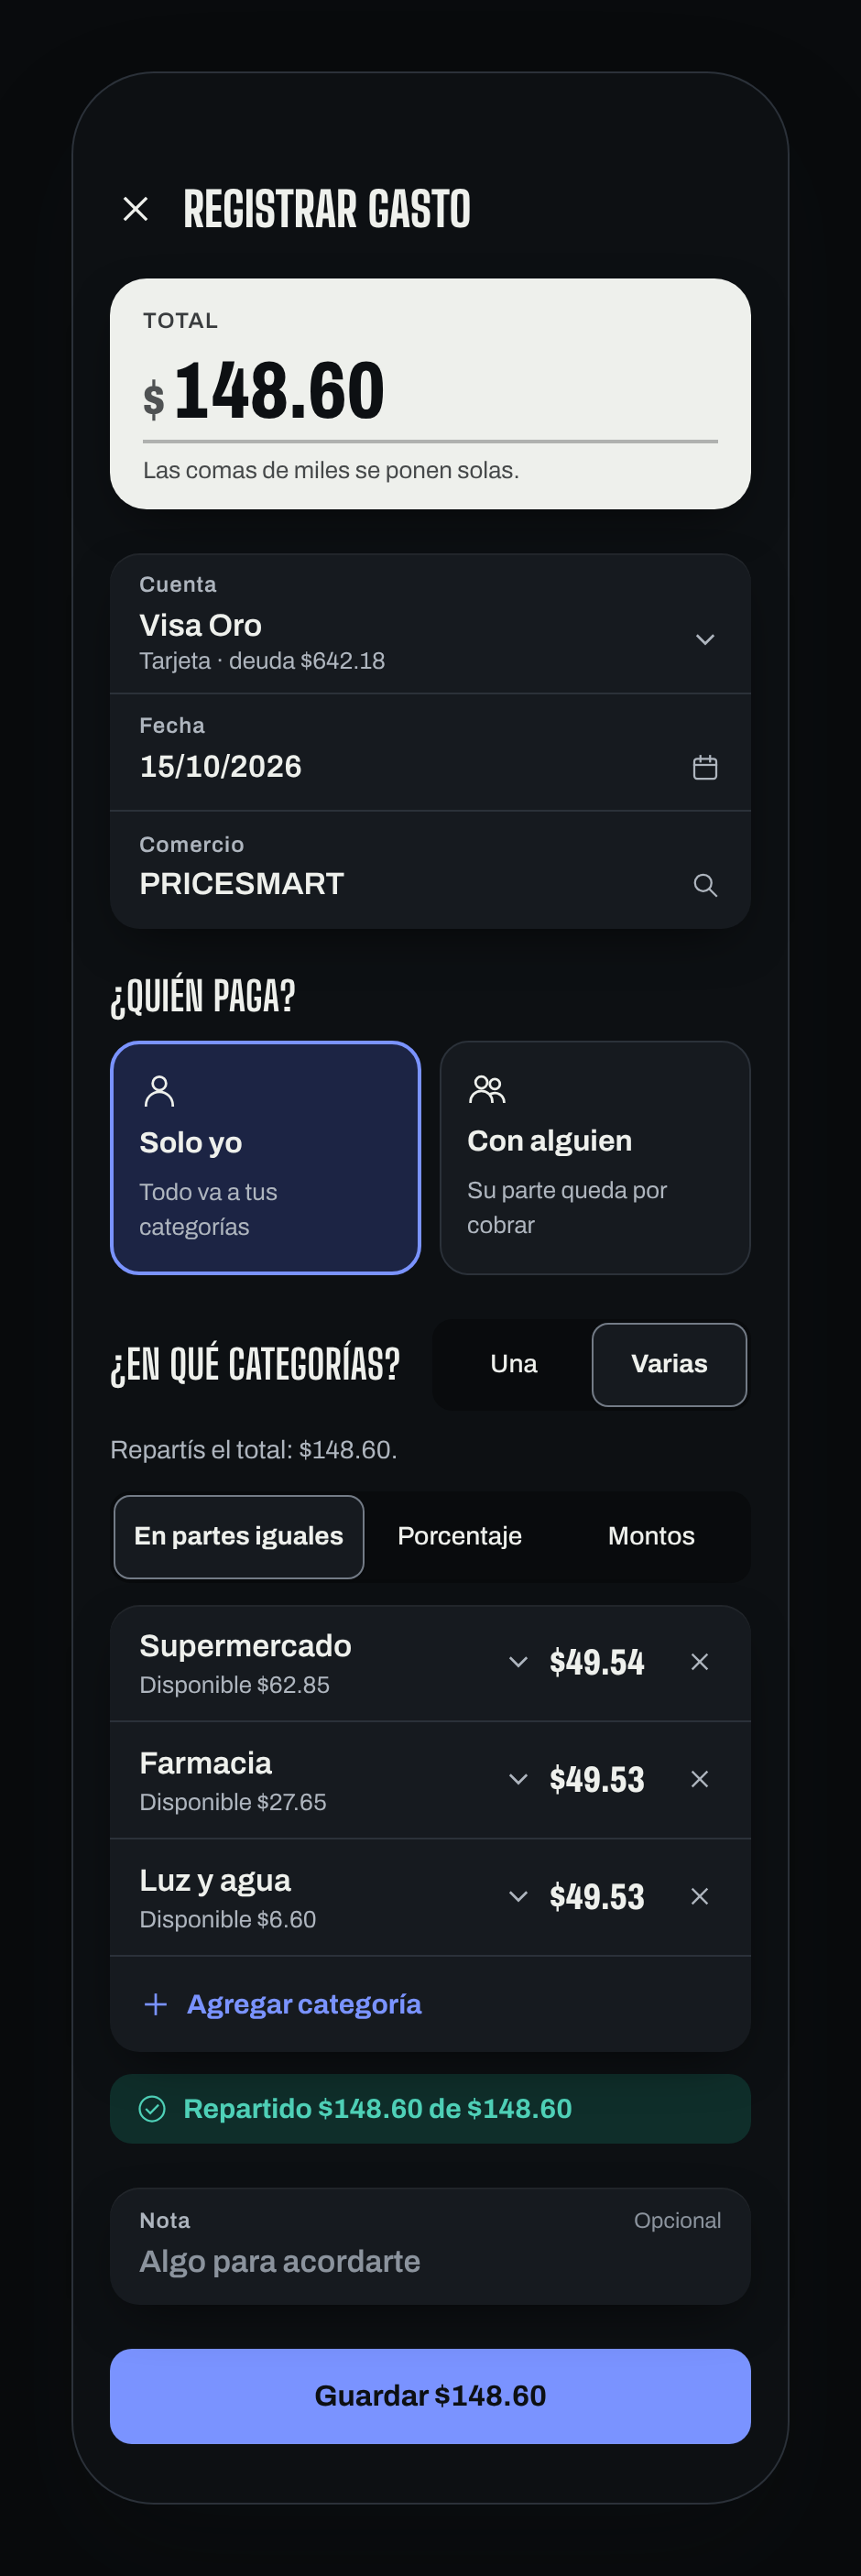 REGISTRAR GASTO
TOTAL
$ 148.60
Las comas de miles se ponen solas.
Cuenta
Visa Oro
Tarjeta · deuda $642.18
Fecha
15/10/2026
Comercio
PRICESMART
¿QUIÉN PAGA?
Solo yo
Todo va a tus
categorías
Con alguien
Su parte queda por
cobrar
¿EN QUÉ CATEGORÍAS?
Una
Varias
Repartís el total: $148.60.
En partes iguales
Porcentaje
Montos
Supermercado
Disponible $62.85
$49.54
Farmacia
Disponible $27.65
$49.53
Luz y agua
Disponible $6.60
$49.53
Agregar categoría
Repartido $148.60 de $148.60
Nota
Opcional
Algo para acordarte
Guardar $148.60